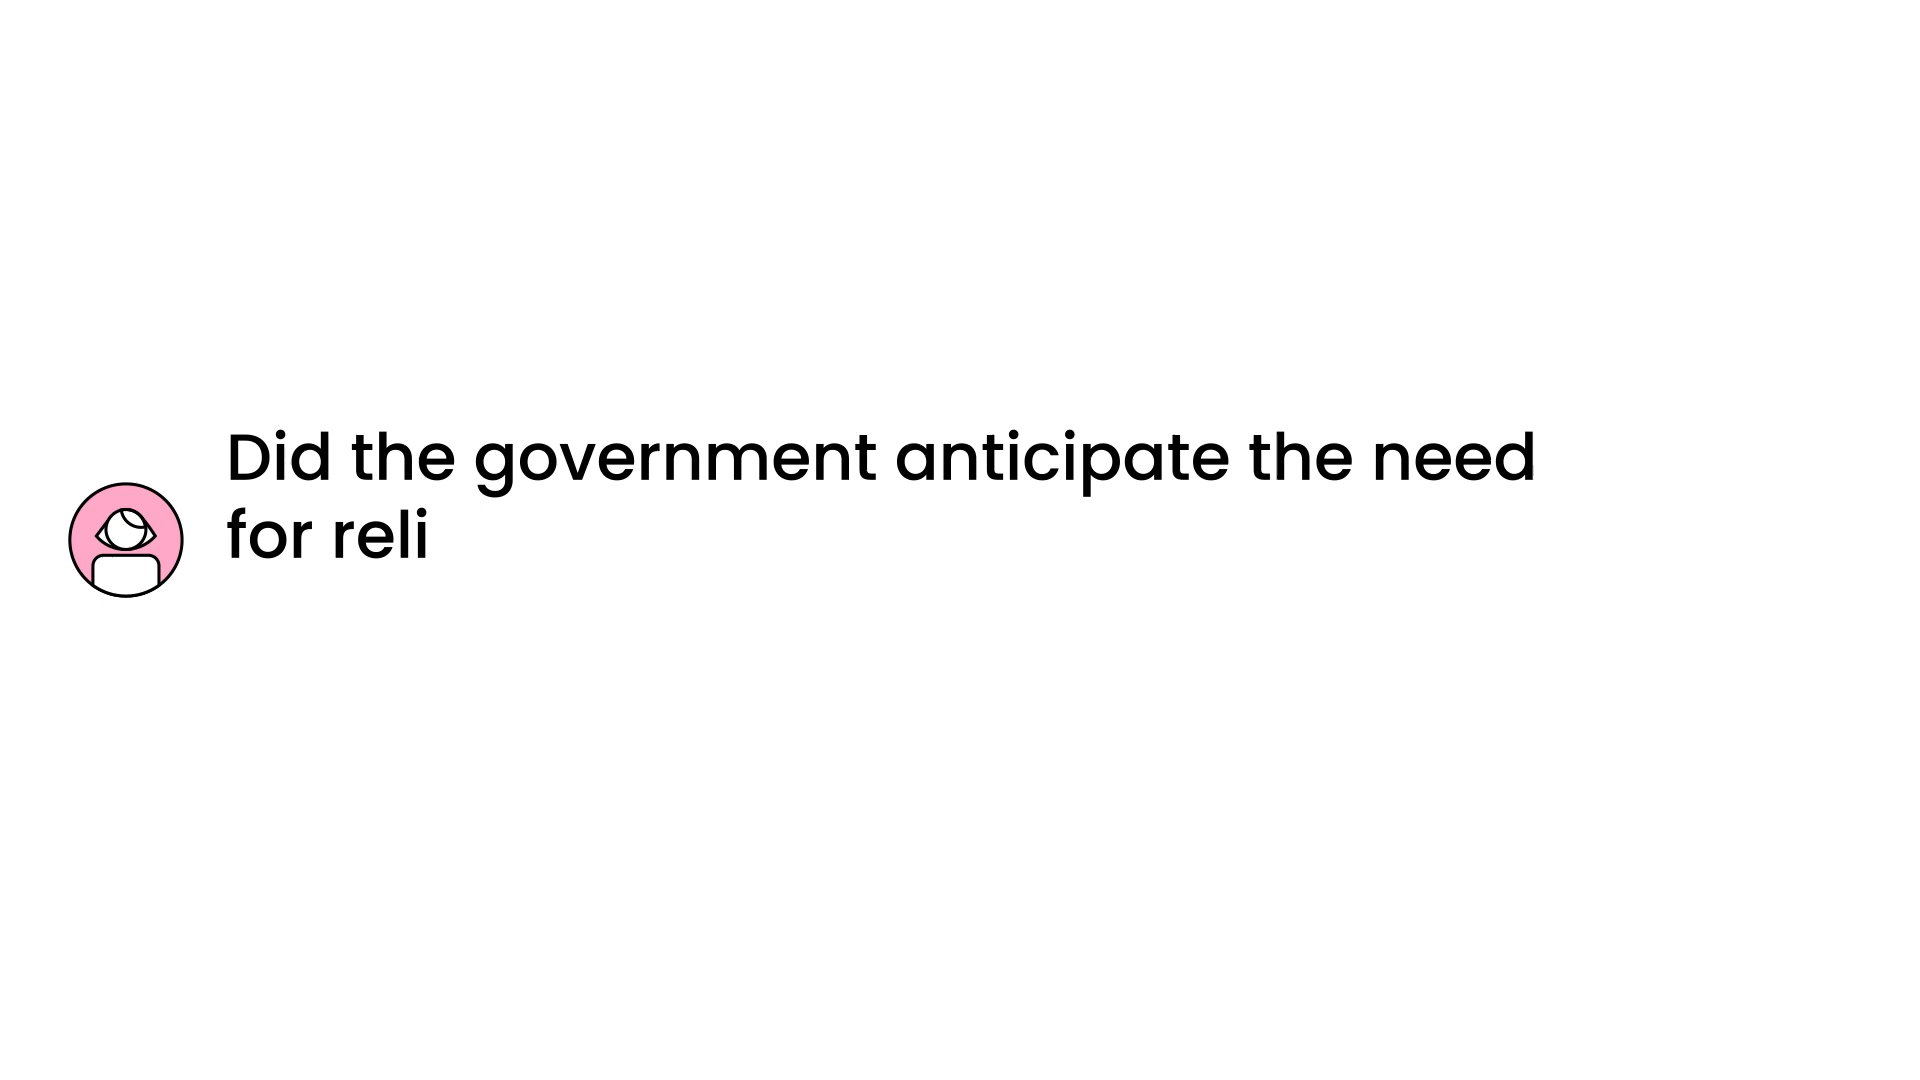 Did the government anticipate the need
for reli